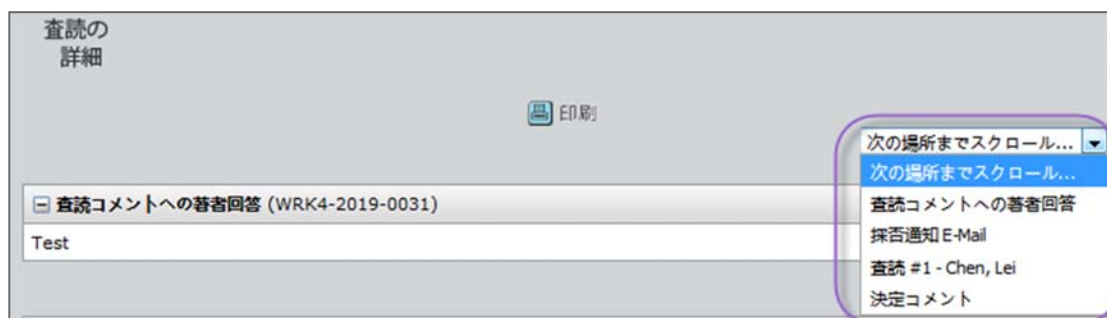 査読の
詳細
印刷
次の場所までスクロール...
次の場所までスクロール...
査読コメントへの著者回答
採否通知 E-Mail
査読 #1 - Chen, Lei
決定コメント
査読コメントへの著者回答 (WRK4-2019-0031)
Test